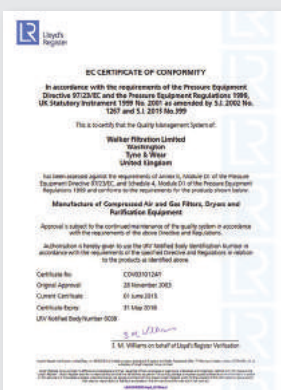 Lloyd's
Register
EC CERTIFICATE OF CONFORMITY
In accordance with the requirements of the Pressure Equipment
Directive 97/23/EC and the Pressure Equipment Regulations 1999,
UK Statutory Instrument 1999 No. 2001 as amended by S.I. 2002 No.
1267 and S.I. 2015 No.399
This is to certify that the Quality Management System of:
Walker Filtration Limited
Washington
Tyne & Wear
United Kingdom
has been assessed against the requirements of Annex III, Module D1 of the Pressure
Equipment Directive 97/23/EC, and Schedule 4, Module D1 of the Pressure Equipment
Regulations 1999 and conforms to the requirements for the products shown below:
Manufacture of Compressed Air and Gas Filters, Dryers and
Purification Equipment
Approval is subject to the continued maintenance of the quality system in accordance
with the requirements of the above Directive and Regulations.
Authorisation is hereby given to use the LRV Notified Body Identification Number in
accordance with the requirements of the specified Directive and Regulations in relation
to the products as identified above.
Certificate No: COV0310124/1
Original Approval: 28 November 2003
Current Certificate: 01 June 2015
Certificate Expiry: 31 May 2018
LRV Notified Body Number 0038
S. M. Williams on behalf of Lloyd's Register Verification